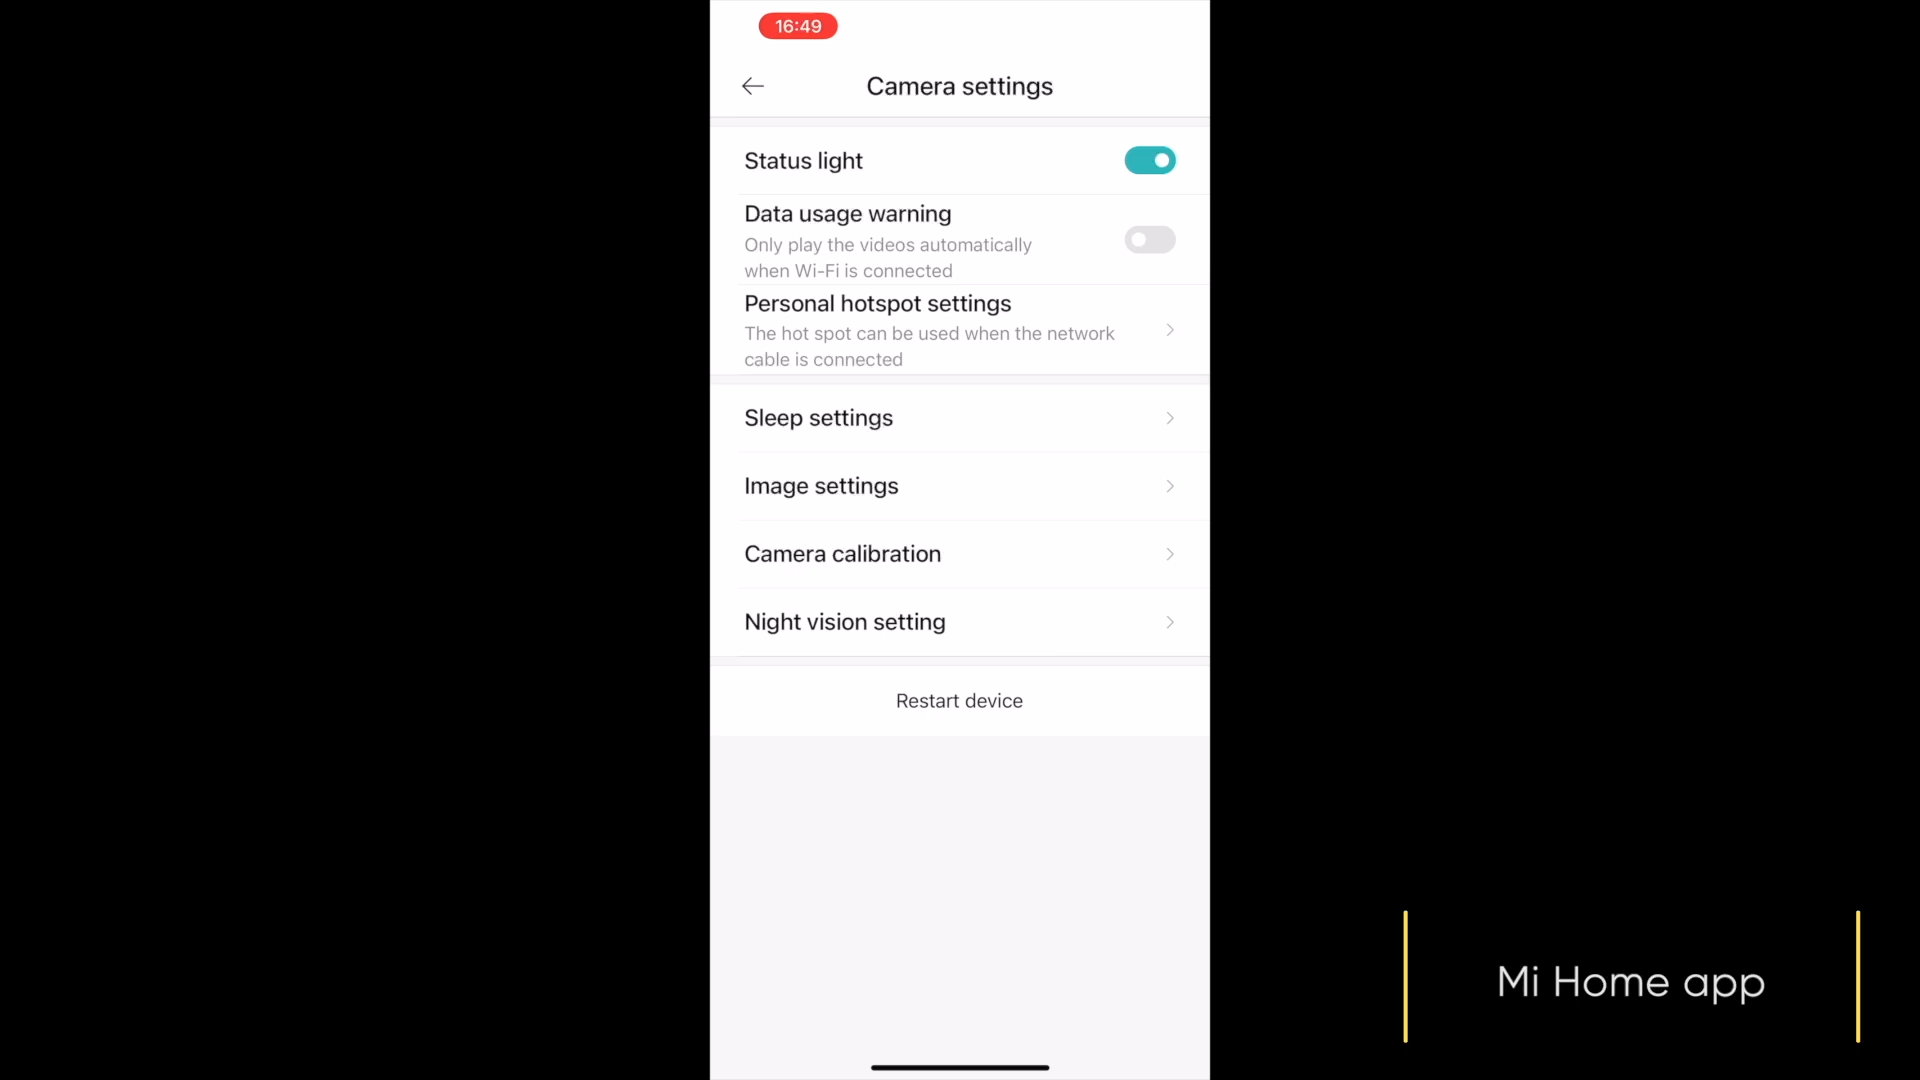 16:49
Camera settings
Status light
Data usage warning
Only play the videos automatically
when Wi-Fi is connected
Personal hotspot settings
The hot spot can be used when the network
cable is connected
Sleep settings
Image settings
Camera calibration
Night vision setting
Restart device
Mi Home app